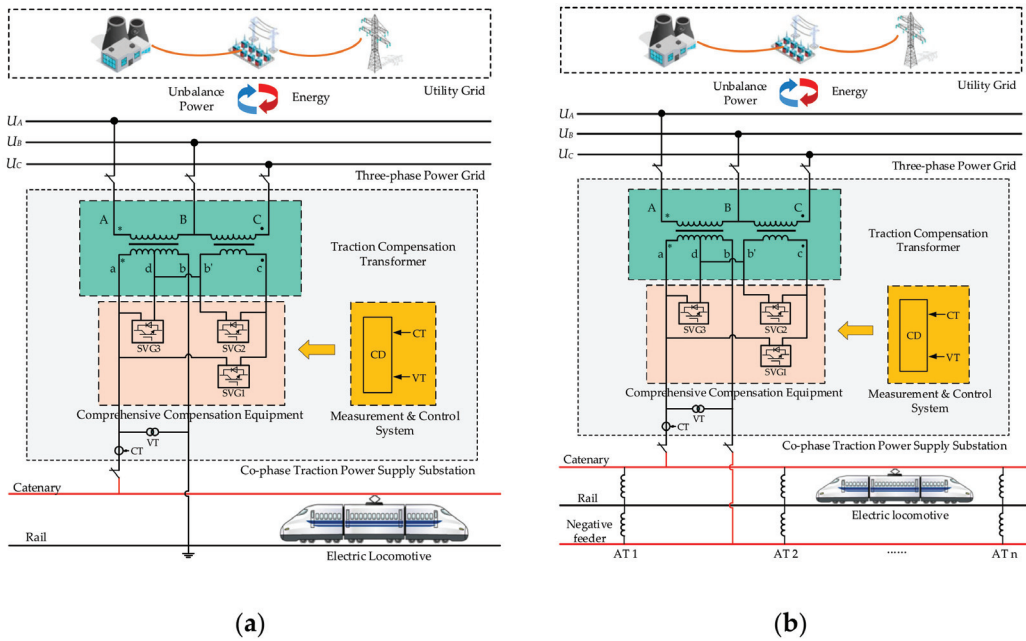 Unbalance
Power
Energy
Utility Grid
UA
UB
UC
Three-phase Power Grid
A
*
B
C
a
*
d
b
b'
c
Traction Compensation
Transformer
SVG3
SVG2
SVG1
CD
CT
VT
Comprehensive Compensation Equipment
Measurement & Control
System
VT
CT
Co-phase Traction Power Supply Substation
Catenary
Rail
Electric Locomotive
(a)
Unbalance
Power
Energy
Utility Grid
UA
UB
UC
Three-phase Power Grid
A
*
B
C
a
*
d
b
b'
c
Traction Compensation
Transformer
SVG3
SVG2
SVG1
CD
CT
VT
Comprehensive Compensation Equipment
Measurement & Control
System
VT
CT
Co-phase Traction Power Supply Substation
Catenary
Rail
Electric locomotive
Negative
feeder
AT 1
AT 2
......
AT n
(b)